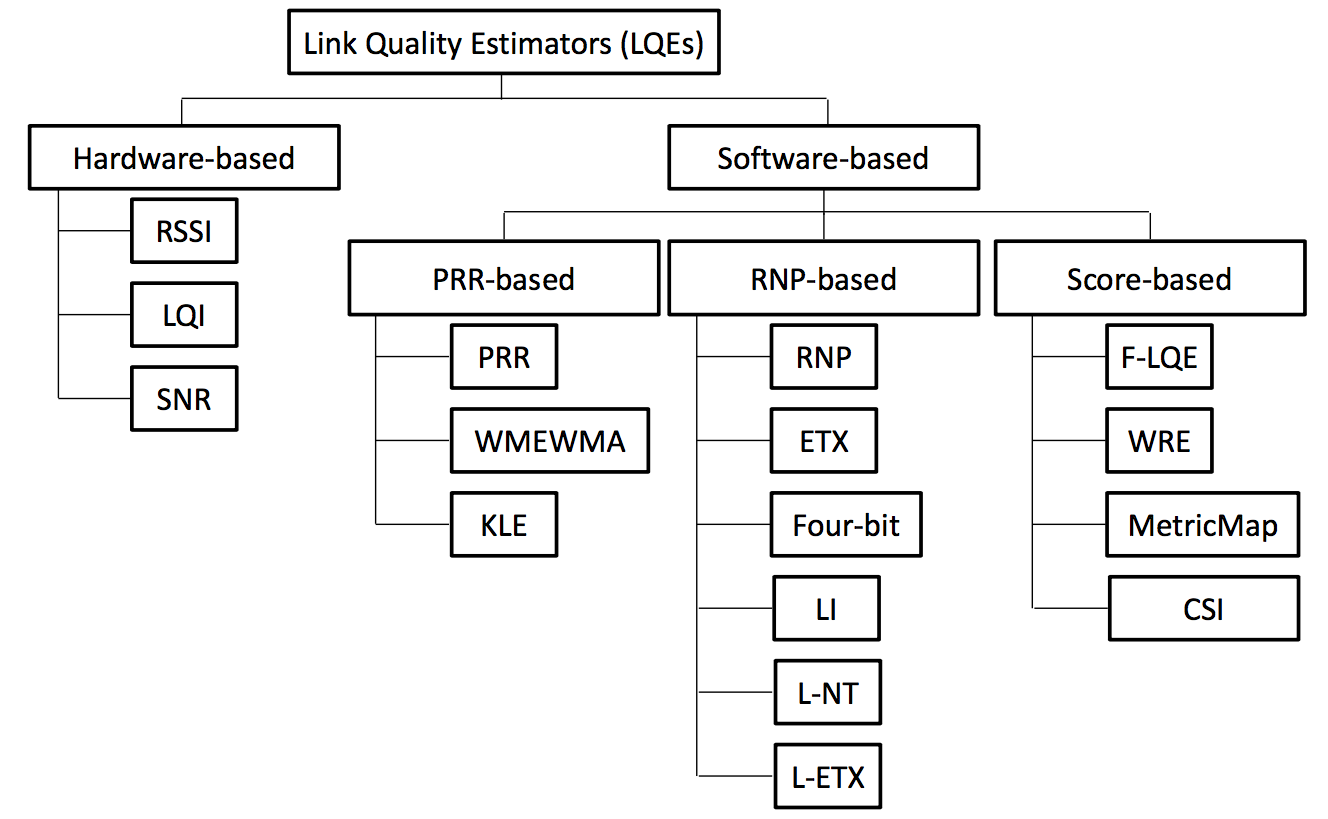 Link Quality Estimators (LQEs)
Hardware-based
Software-based
RSSI
LQI
SNR
PRR-based
RNP-based
Score-based
PRR
WMEWMA
KLE
RNP
ETX
Four-bit
LI
L-NT
L-ETX
F-LQE
WRE
MetricMap
CSI